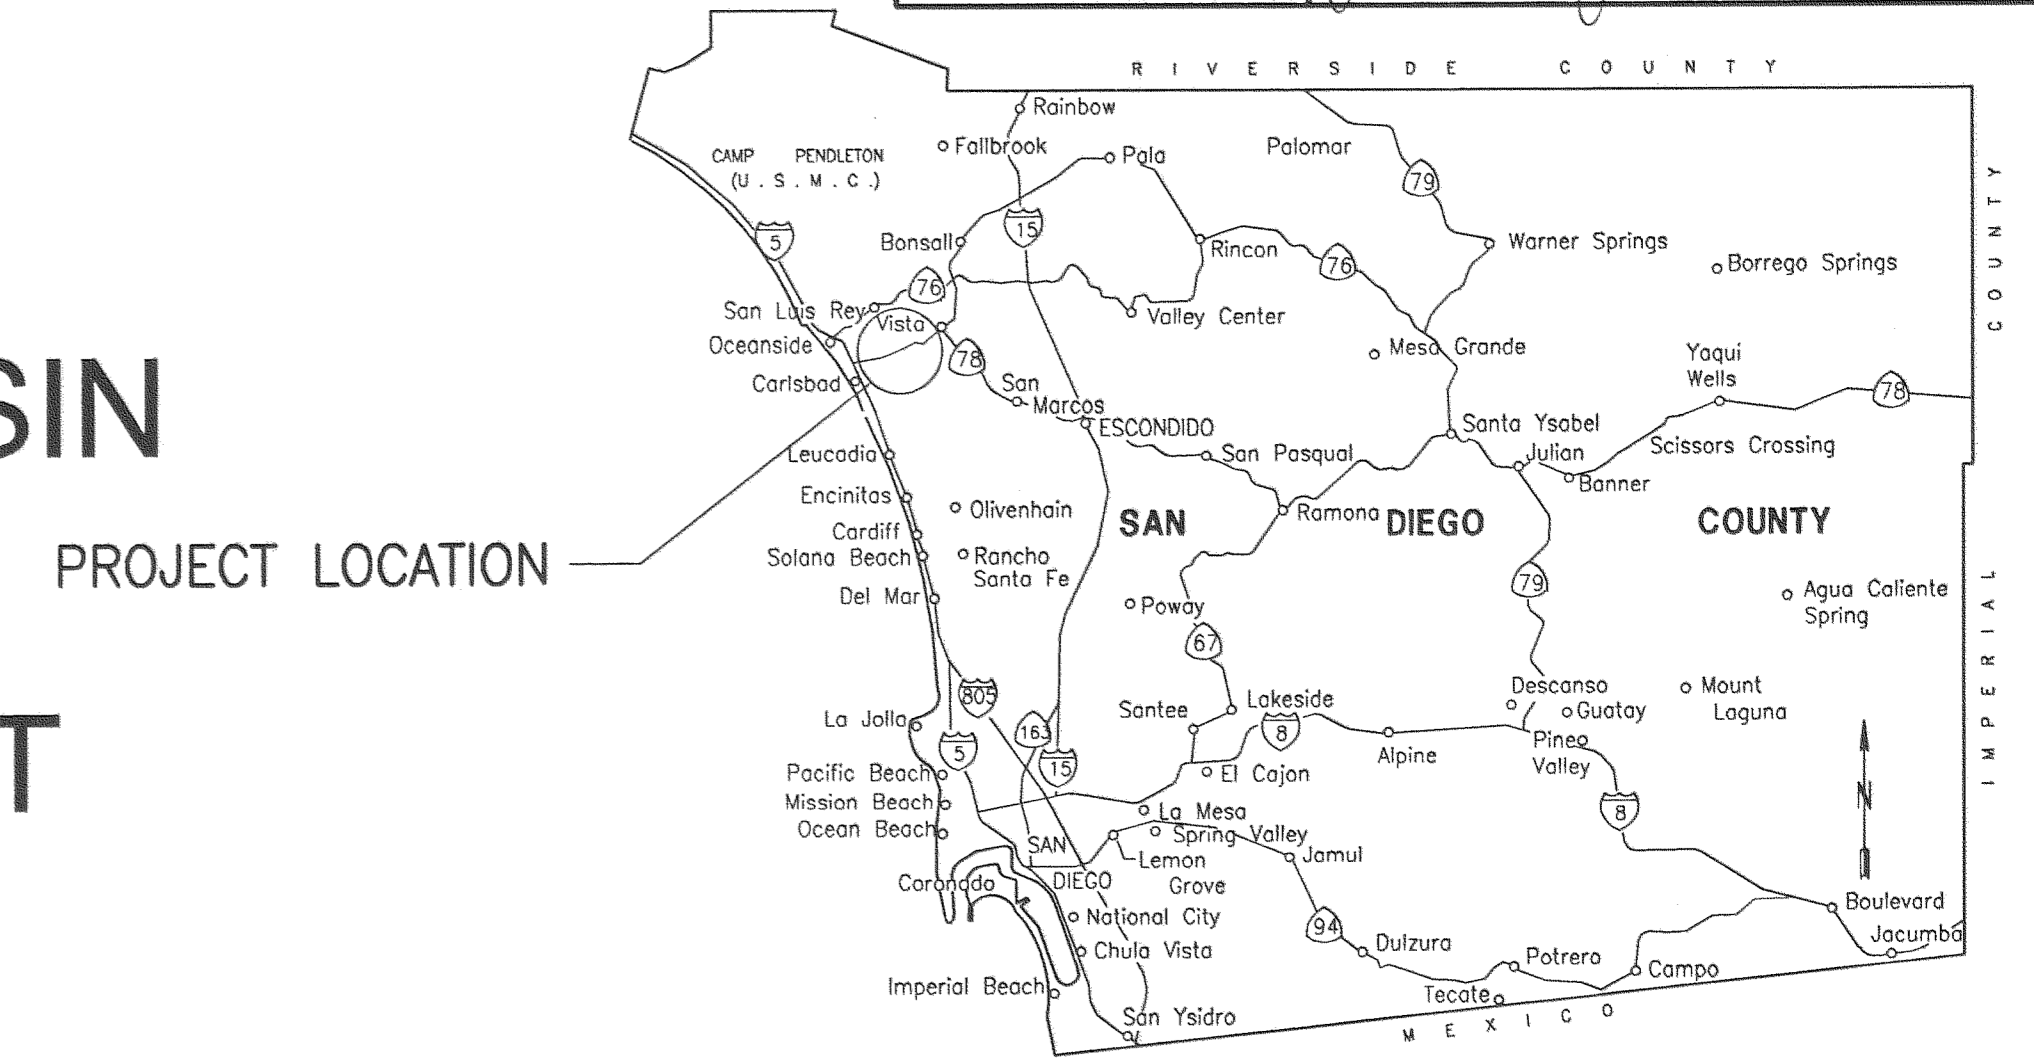 RIVERSIDE COUNTY
Rainbow
Fallbrook
CAMP PENDLETON
(U.S.M.C.)
Pala
Palomar
79
5
15
Bonsall
Rincon
76
Warner Springs
Borrego Springs
COUNTY
76
San Luis Rey
Vista
Valley Center
Oceanside
78
Mesa Grande
Yaqui
Wells
SIN
Carlsbad
San
Marcos
78
ESCONDIDO
Santa Ysabel
Leucadia
San Pasqual
Julian
Scissors Crossing
Banner
Encinitas
Olivenhain
SAN
Ramona
DIEGO
COUNTY
Cardiff
PROJECT LOCATION
Solana Beach
Rancho
Santa Fe
79
Del Mar
Poway
Agua Caliente
Spring
IMPERIAL
67
Descanso
Mount
Laguna
805
Lakeside
Santee
Guatay
T
La Jolla
163
8
5
Alpine
Pine
Valley
15
Pacific Beach
El Cajon
N
Mission Beach
La Mesa
8
Ocean Beach
Spring Valley
SAN
DIEGO
Lemon
Grove
Jamul
Coronado
National City
94
Boulevard
Jacumba
Chula Vista
Dulzura
Potrero
Campo
Imperial Beach
Tecate
San Ysidro
MEXICO